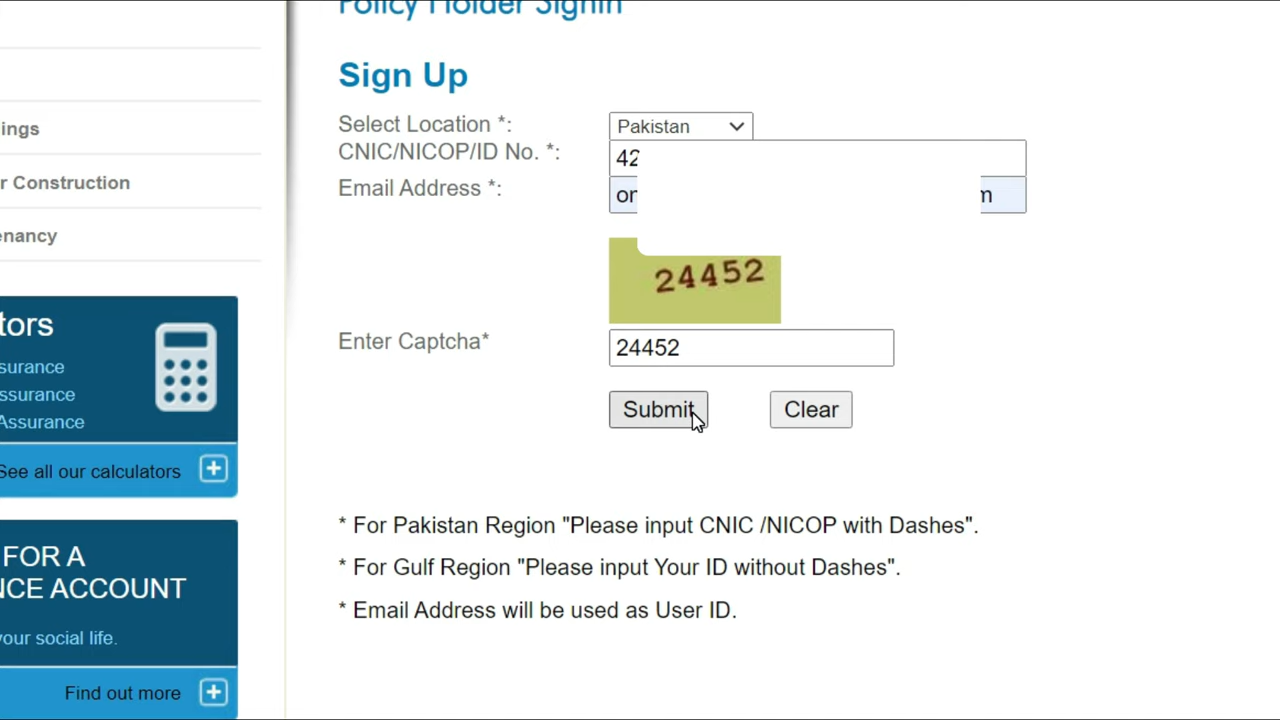 Policy Holder Signin
Sign Up
Select Location *:
Pakistan
CNIC/NICOP/ID No. *:
42
Email Address *:
or
m
24452
Enter Captcha*
24452
Submit
Clear
* For Pakistan Region "Please input CNIC /NICOP with Dashes".
* For Gulf Region "Please input Your ID without Dashes".
* Email Address will be used as User ID.
ings
r Construction
enancy
tors
surance
ssurance
Assurance
See all our calculators
FOR A
NCE ACCOUNT
your social life.
Find out more